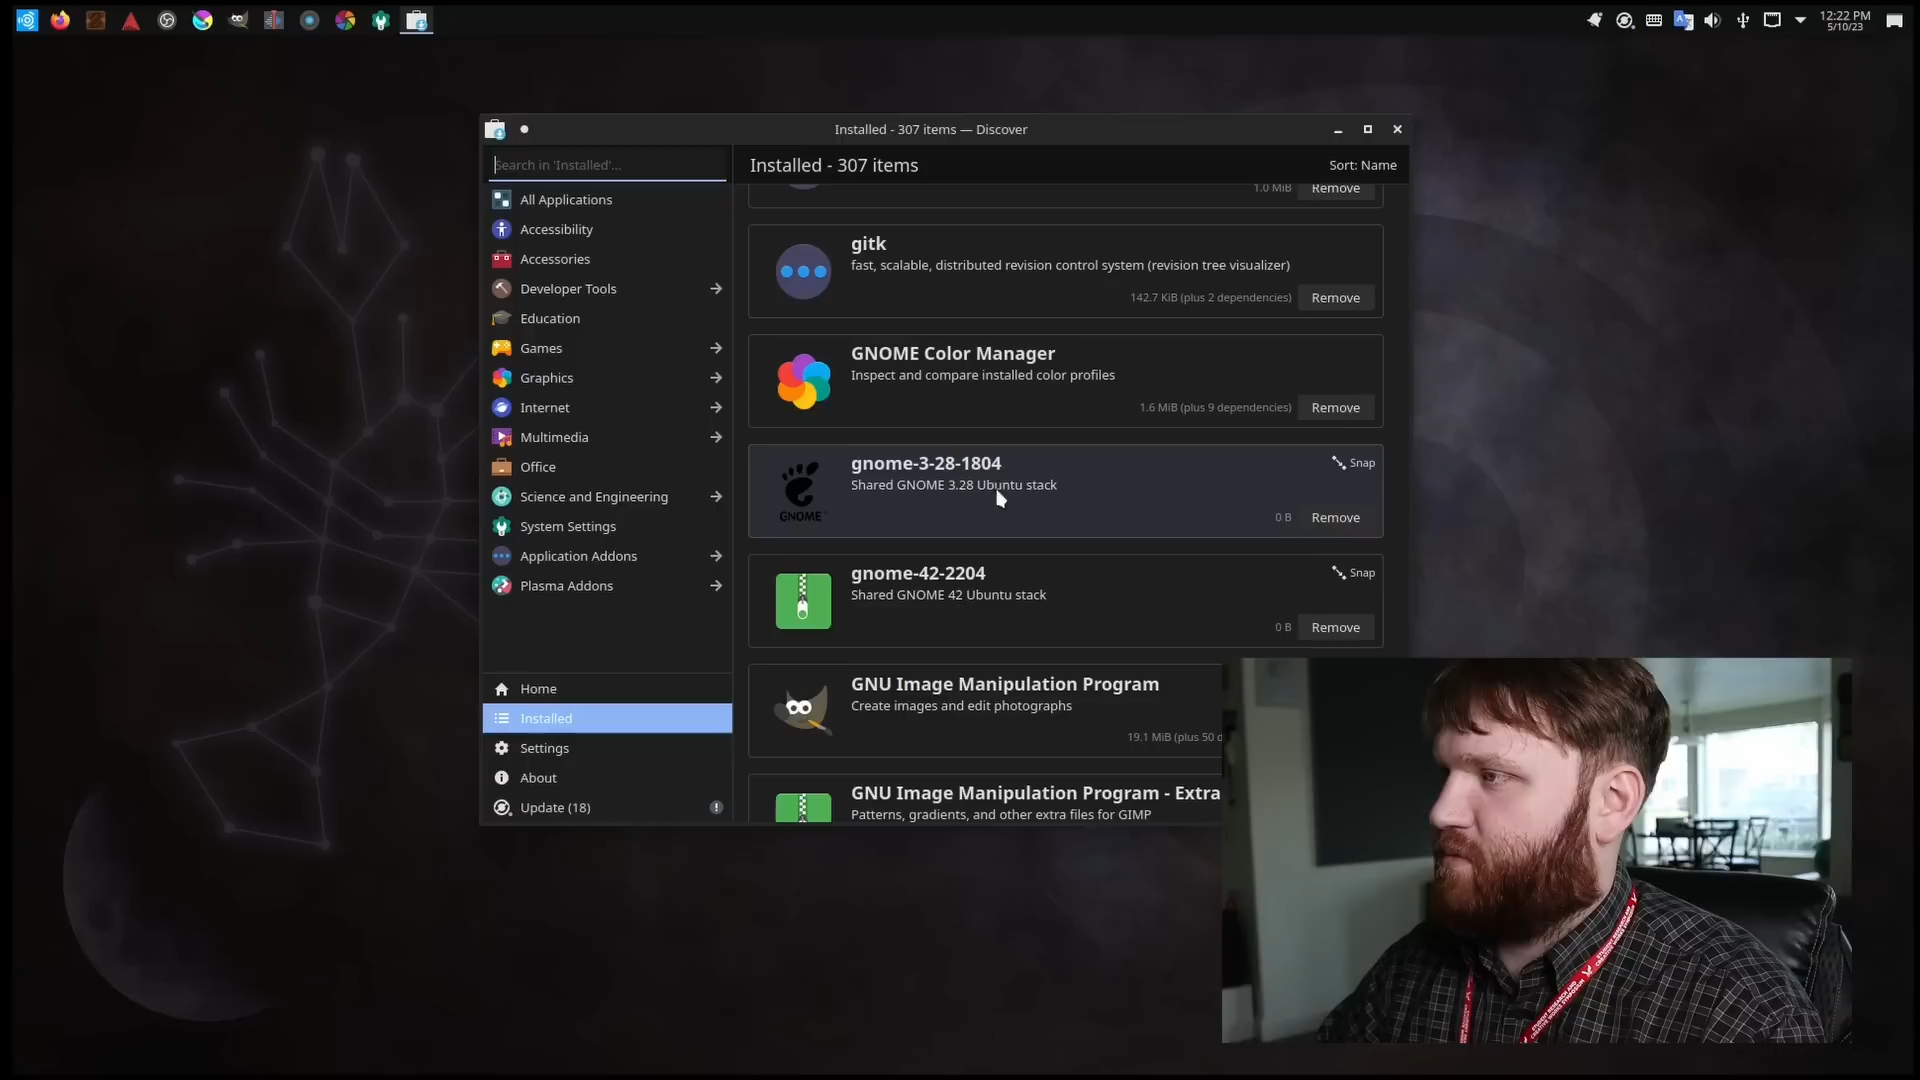 12:22 PM
5/10/23
Installed - 307 items — Discover
Search in 'Installed'...
Installed - 307 items
Sort: Name
All Applications
Accessibility
Accessories
Developer Tools
Education
Games
Graphics
Internet
Multimedia
Office
Science and Engineering
System Settings
Application Addons
Plasma Addons
Home
Installed
Settings
About
Update (18)
1.0 MiB
Remove
gitk
fast, scalable, distributed revision control system (revision tree visualizer)
142.7 KiB (plus 2 dependencies)
Remove
GNOME Color Manager
Inspect and compare installed color profiles
1.6 MiB (plus 9 dependencies)
Remove
GNOME
gnome-3-28-1804
Snap
Shared GNOME 3.28 Ubuntu stack
0 B
Remove
gnome-42-2204
Snap
Shared GNOME 42 Ubuntu stack
0 B
Remove
GNU Image Manipulation Program
Create images and edit photographs
19.1 MiB (plus 50 d
GNU Image Manipulation Program - Extra
Patterns, gradients, and other extra files for GIMP
STUDENT RESEARCH AND
CREATIVE WORKS SYMPOSIUM